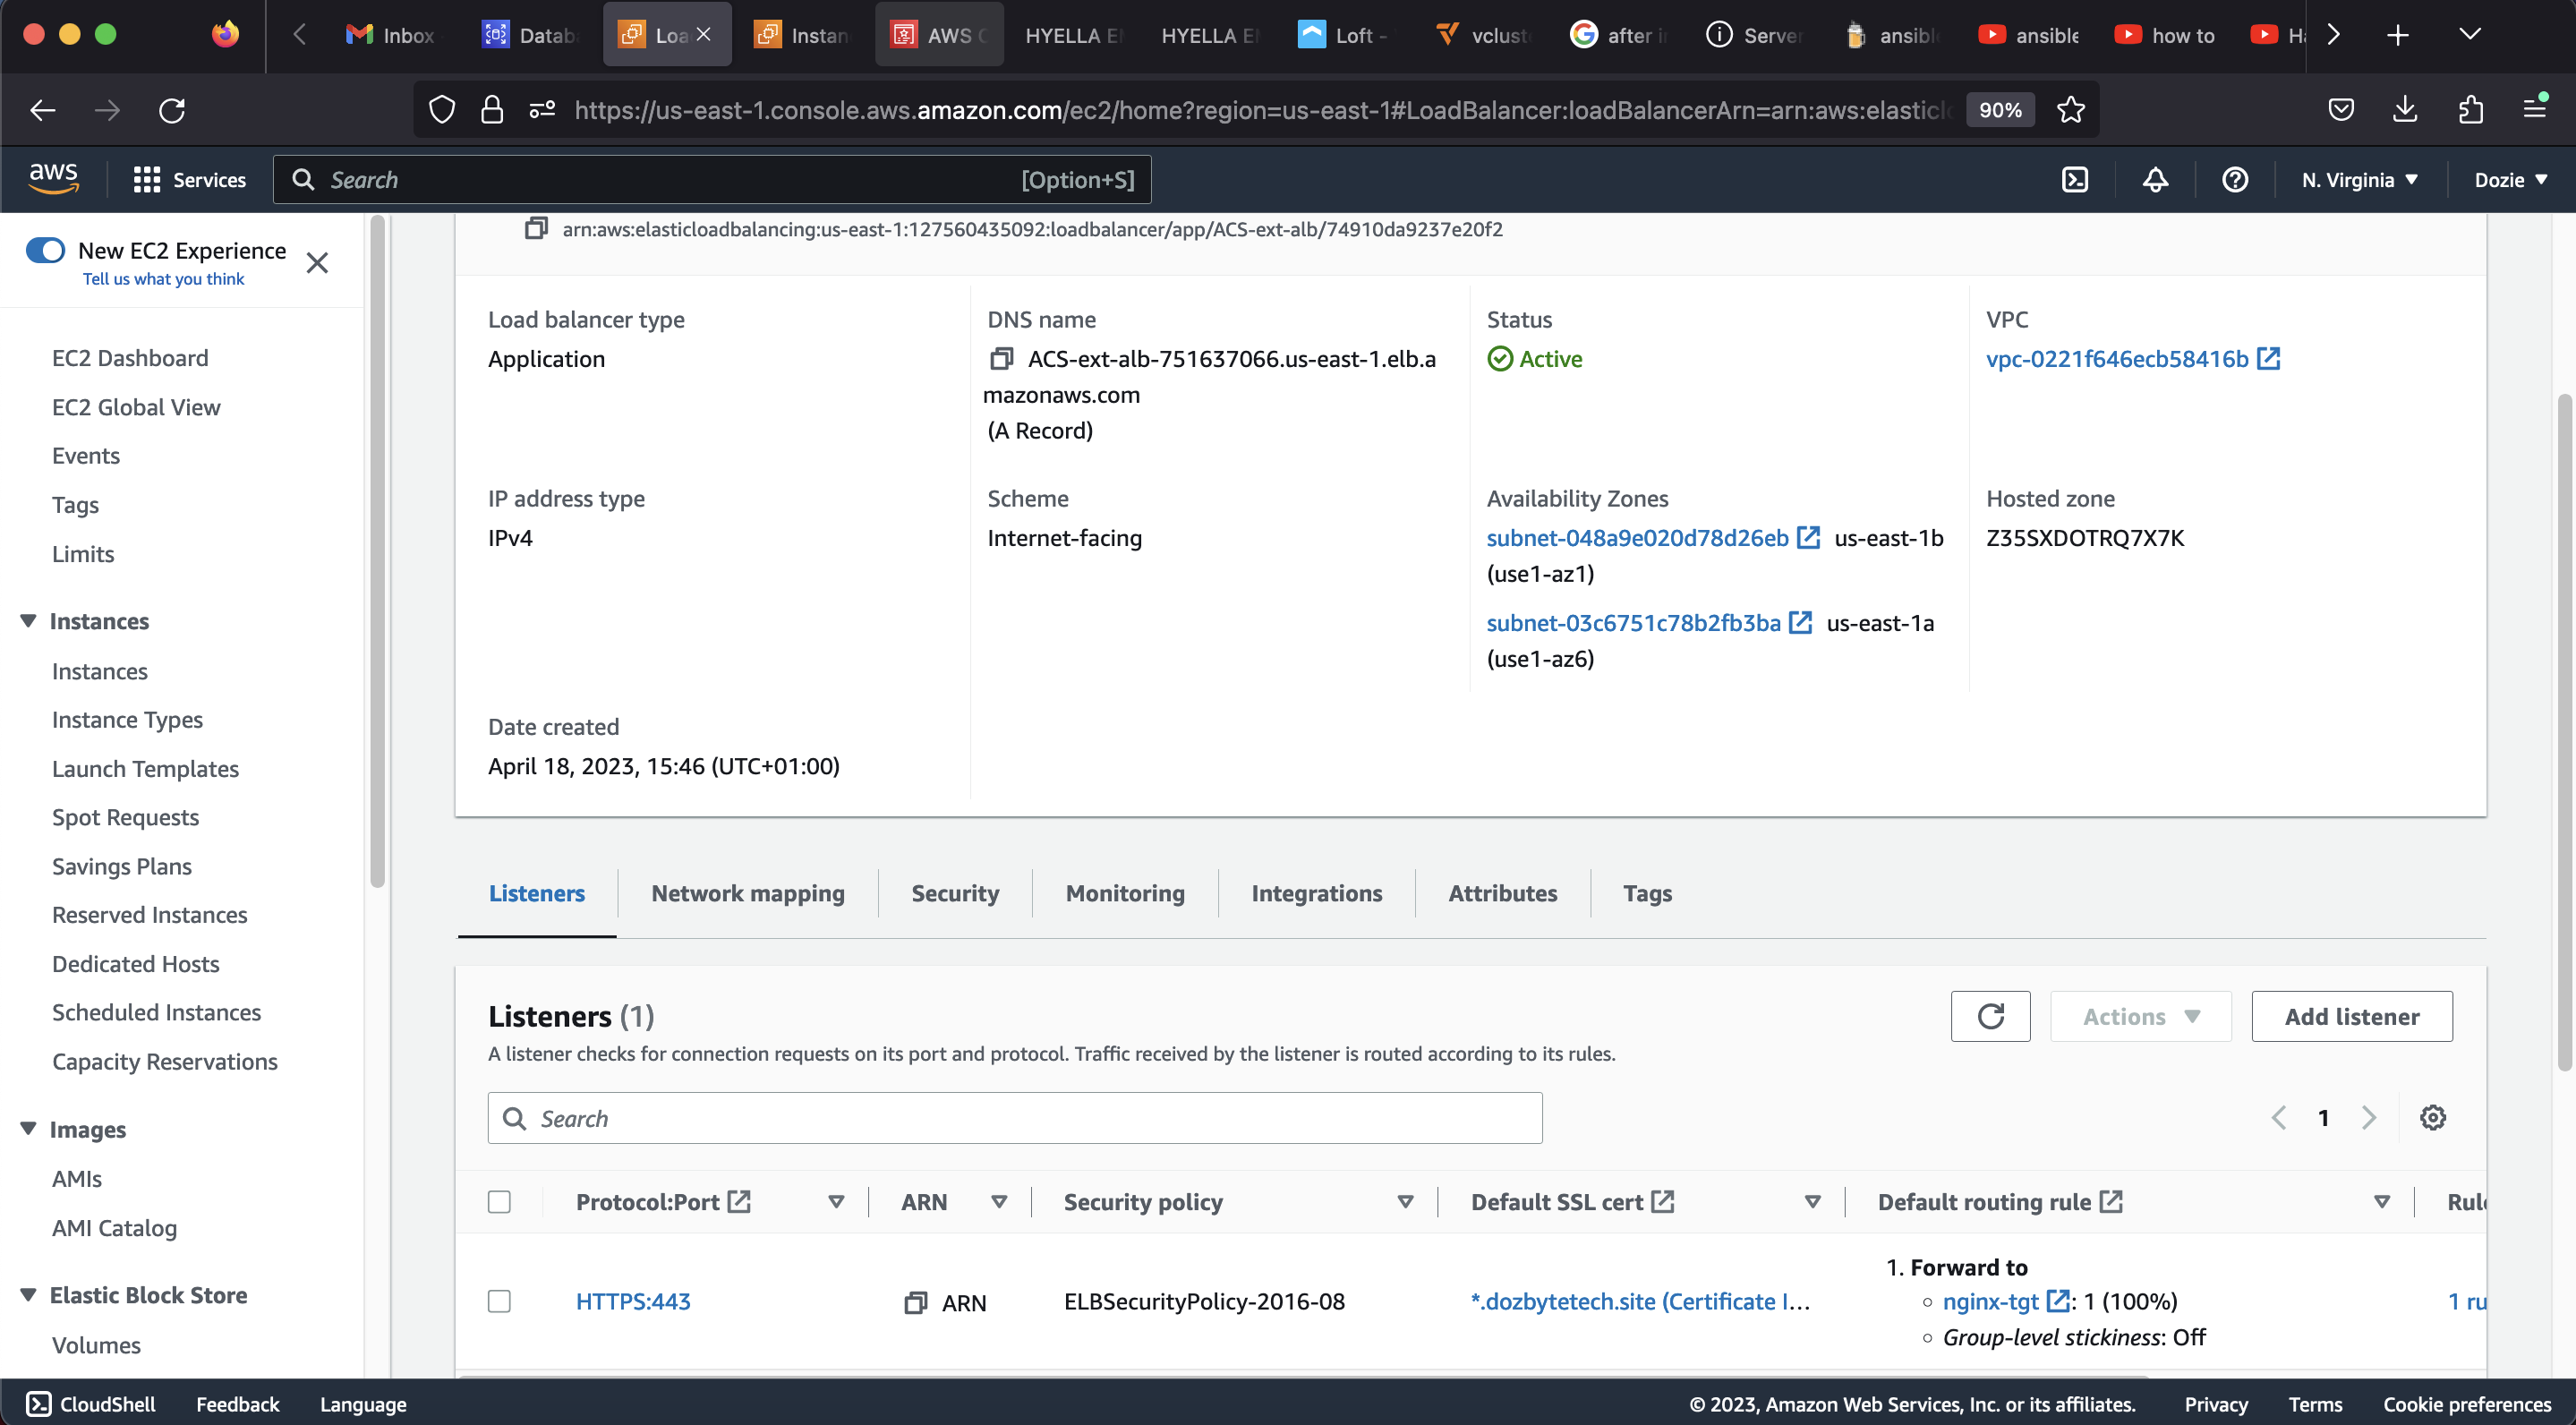 Inbox
Datab
Loa
Instan
AWS C
HYELLA E
HYELLA E
Loft -
vclust
after i
Server
ansible
ansible
how to
Ha
https://us-east-1.console.aws.amazon.com/ec2/home?region=us-east-1#LoadBalancer:loadBalancerArn=arn:aws:elasticlo
90%
aws
Services
Search
[Option+S]
N. Virginia
Dozie
New EC2 Experience
Tell us what you think
EC2 Dashboard
EC2 Global View
Events
Tags
Limits
Instances
Instances
Instance Types
Launch Templates
Spot Requests
Savings Plans
Reserved Instances
Dedicated Hosts
Scheduled Instances
Capacity Reservations
Images
AMIs
AMI Catalog
Elastic Block Store
Volumes
arn:aws:elasticloadbalancing:us-east-1:127560435092:loadbalancer/app/ACS-ext-alb/74910da9237e20f2
Load balancer type
Application
DNS name
ACS-ext-alb-751637066.us-east-1.elb.a
mazonaws.com
(A Record)
Status
Active
VPC
vpc-0221f646ecb58416b
IP address type
IPv4
Scheme
Internet-facing
Availability Zones
subnet-048a9e020d78d26eb us-east-1b
(use1-az1)
subnet-03c6751c78b2fb3ba us-east-1a
(use1-az6)
Hosted zone
Z35SXDOTRQ7X7K
Date created
April 18, 2023, 15:46 (UTC+01:00)
Listeners
Network mapping
Security
Monitoring
Integrations
Attributes
Tags
Listeners (1)
A listener checks for connection requests on its port and protocol. Traffic received by the listener is routed according to its rules.
Actions
Add listener
Search
1
Protocol:Port
ARN
Security policy
Default SSL cert
Default routing rule
Rule
HTTPS:443
ARN
ELBSecurityPolicy-2016-08
*.dozbytetech.site (Certificate I...
1. Forward to
nginx-tgt : 1 (100%)
Group-level stickiness: Off
1 ru
CloudShell
Feedback
Language
© 2023, Amazon Web Services, Inc. or its affiliates.
Privacy
Terms
Cookie preferences